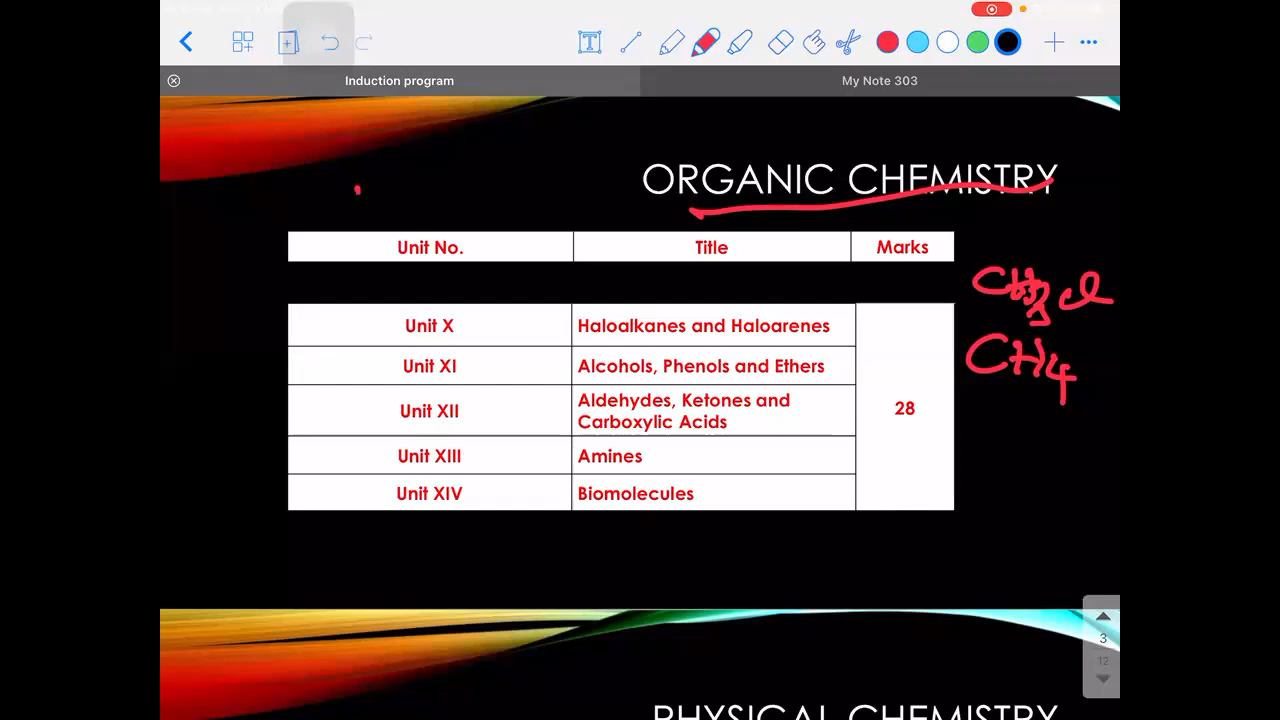 Induction program
My Note 303
ORGANIC CHEMISTRY
Unit No. Title Marks
CH3Cl
Unit X Haloalkanes and Haloarenes
CH4
Unit XI Alcohols, Phenols and Ethers
Unit XII Aldehydes, Ketones and
Carboxylic Acids
28
Unit XIII Amines
Unit XIV Biomolecules
3
12
PHYSICAL CHEMISTRY